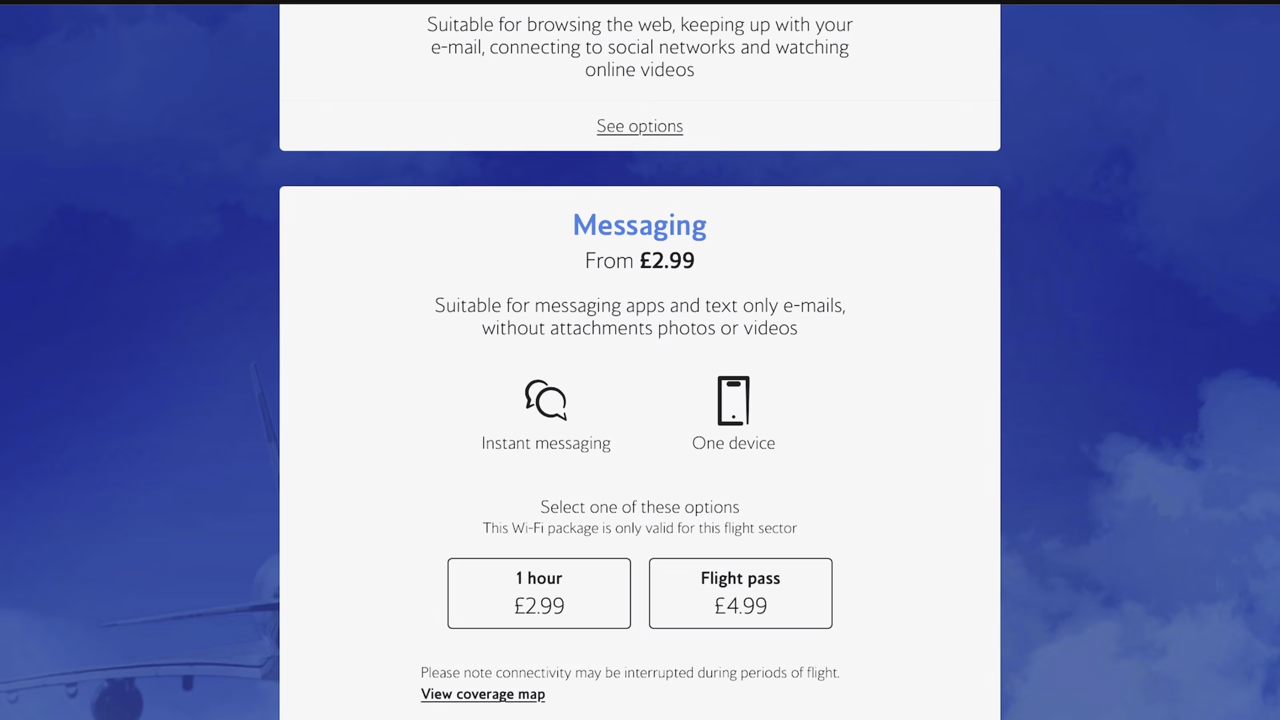 Suitable for browsing the web, keeping up with your
e-mail, connecting to social networks and watching
online videos
See options
Messaging
From £2.99
Suitable for messaging apps and text only e-mails,
without attachments photos or videos
Instant messaging
One device
Select one of these options
This Wi-Fi package is only valid for this flight sector
1 hour
£2.99
Flight pass
£4.99
Please note connectivity may be interrupted during periods of flight.
View coverage map